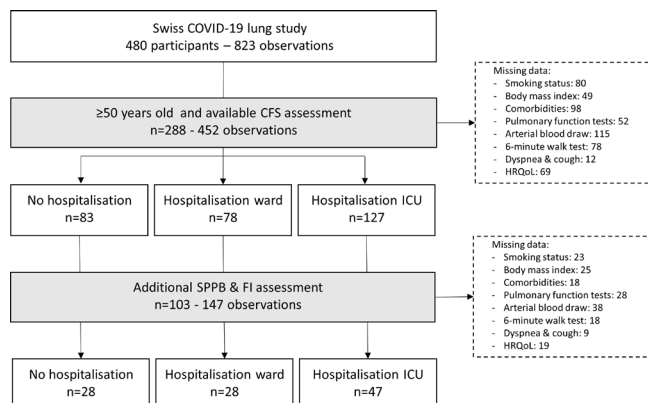 Swiss COVID-19 lung study
480 participants – 823 observations
Missing data:
- Smoking status: 80
- Body mass index: 49
- Comorbidities: 98
- Pulmonary function tests: 52
- Arterial blood draw: 115
- 6-minute walk test: 78
- Dyspnea & cough: 12
- HRQoL: 69
≥50 years old and available CFS assessment
n=288 - 452 observations
No hospitalisation
n=83
Hospitalisation ward
n=78
Hospitalisation ICU
n=127
Missing data:
- Smoking status: 23
- Body mass index: 25
- Comorbidities: 18
- Pulmonary function tests: 28
- Arterial blood draw: 38
- 6-minute walk test: 18
- Dyspnea & cough: 9
- HRQoL: 19
Additional SPPB & FI assessment
n=103 - 147 observations
No hospitalisation
n=28
Hospitalisation ward
n=28
Hospitalisation ICU
n=47